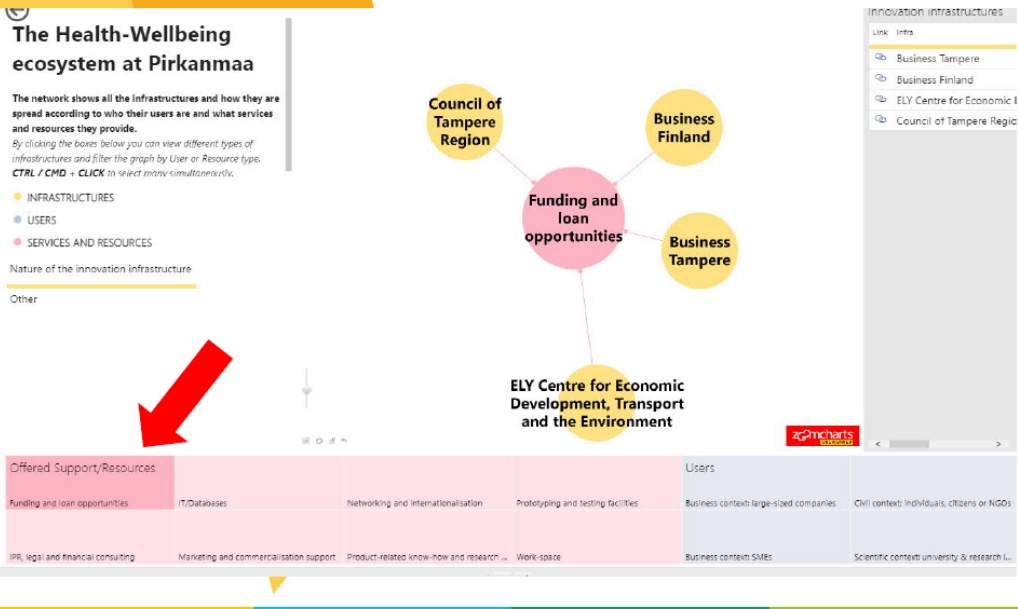 The Health-Wellbeing
ecosystem at Pirkanmaa
The network shows all the infrastructures and how they are
spread according to who their users are and what services
and resources they provide.
By clicking the boxes below you can view different types of
infrastructures and filter the graph by User or Resource type.
CTRL / CMD + CLICK to select many simultaneously.
INFRASTRUCTURES
USERS
SERVICES AND RESOURCES
Nature of the innovation infrastructure
Other
Council of
Tampere
Region
Business
Finland
Funding and
loan
opportunities
Business
Tampere
ELY Centre for Economic
Development, Transport
and the Environment
zoomcharts
Innovation infrastructures
Link Infra
Business Tampere
Business Finland
ELY Centre for Economic
Council of Tampere Regio
Offered Support/Resources
Funding and loan opportunities
IT/Databases
Networking and internationalisation
Prototyping and testing facilities
Users
Business context: large-sized companies
Civil context: individuals, citizens or NGOs
IPR, legal and financial consulting
Marketing and commercialisation support
Product-related know-how and research ...
Work-space
Business context: SMEs
Scientific context: university & research i...